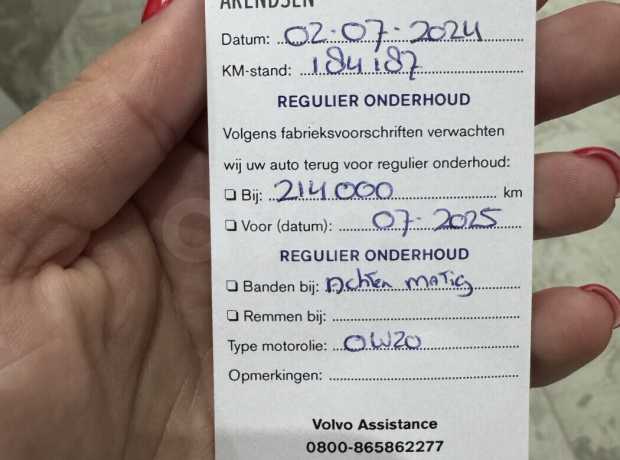 ARENDSEN
Datum: 02-07-2024
KM-stand: 184187
REGULIER ONDERHOUD
Volgens fabrieksvoorschriften verwachten
wij uw auto terug voor regulier onderhoud:
Bij: 214000 km
Voor (datum): 07-2025
REGULIER ONDERHOUD
Banden bij: Achter matig
Remmen bij:
Type motorolie: 0W20
Opmerkingen:
Volvo Assistance
0800-865862277